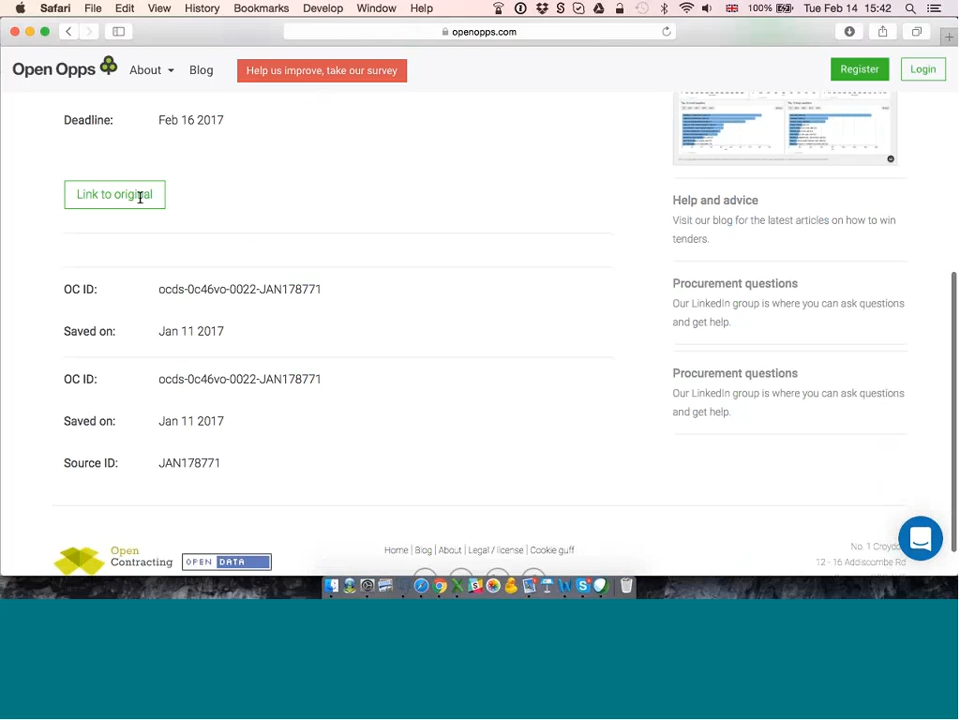 Safari File Edit View History Bookmarks Develop Window Help 100% Tue Feb 14 15:42
openopps.com
Open Opps About Blog Help us improve, take our survey Register Login
Deadline: Feb 16 2017
Link to original
Help and advice
Visit our blog for the latest articles on how to win
tenders.
OC ID: ocds-0c46vo-0022-JAN178771
Procurement questions
Our LinkedIn group is where you can ask questions
and get help.
Saved on: Jan 11 2017
OC ID: ocds-0c46vo-0022-JAN178771
Procurement questions
Our LinkedIn group is where you can ask questions
and get help.
Saved on: Jan 11 2017
Source ID: JAN178771
Open
Contracting
OPEN DATA
Home | Blog | About | Legal / license | Cookie guff
No. 1 Croydon
12 - 16 Addiscombe Rd